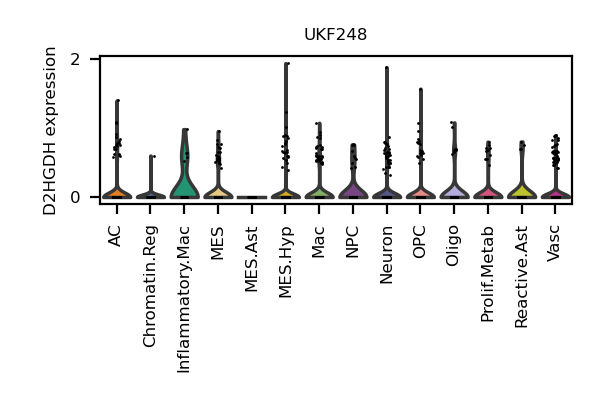 UKF248
D2HGDH expression
2
0
AC
Chromatin.Reg
Inflammatory.Mac
MES
MES.Ast
MES.Hyp
Mac
NPC
Neuron
OPC
Oligo
Prolif.Metab
Reactive.Ast
Vasc